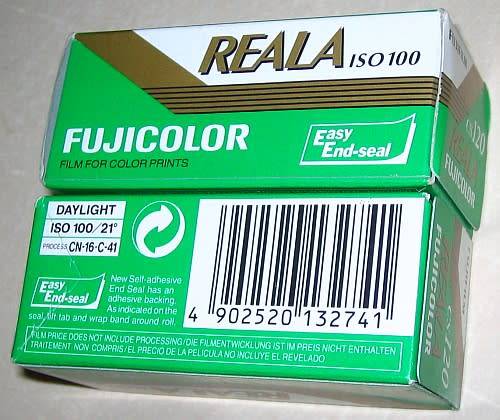 REALA ISO 100
FUJICOLOR
FILM FOR COLOR PRINTS
Easy
End-seal
120
DAYLIGHT
ISO 100/21°
PROCESS CN-16•C-41
Easy
End-seal
New Self-adhesive
End Seal has an
adhesive backing.
As indicated on the
seal, lift tab and wrap band around roll.
4 902520 132741
FILM PRICE DOES NOT INCLUDE PROCESSING/DIE FILMENTWICKLUNG IST IM PREIS NICHT ENTHALTEN
TRAITEMENT NON COMPRIS/EL PRECIO DE LA PELICULA NO INCLUYE EL REVELADO
FUJICOLOR
120